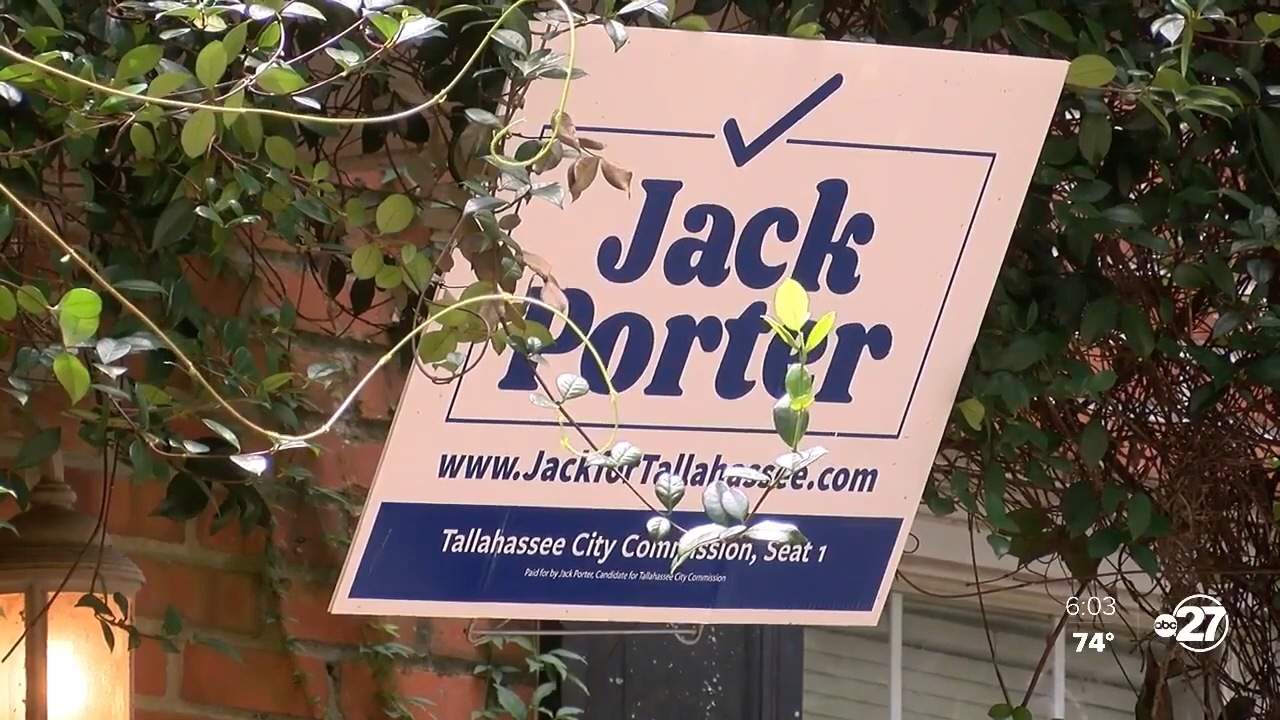 Jack
Porter
www.JackforTallahassee.com
Tallahassee City Commission, Seat 1
Paid for by Jack Porter, Candidate for Tallahassee City Commission
6:03
74°
abc 27